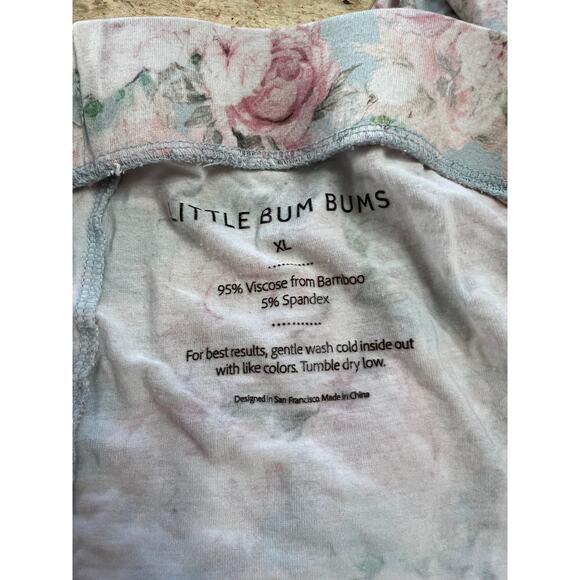 LITTLE BUM BUMS
XL
95% Viscose from Bamboo
5% Spandex
For best results, gentle wash cold inside out
with like colors. Tumble dry low.
Designed in San Francisco. Made in China